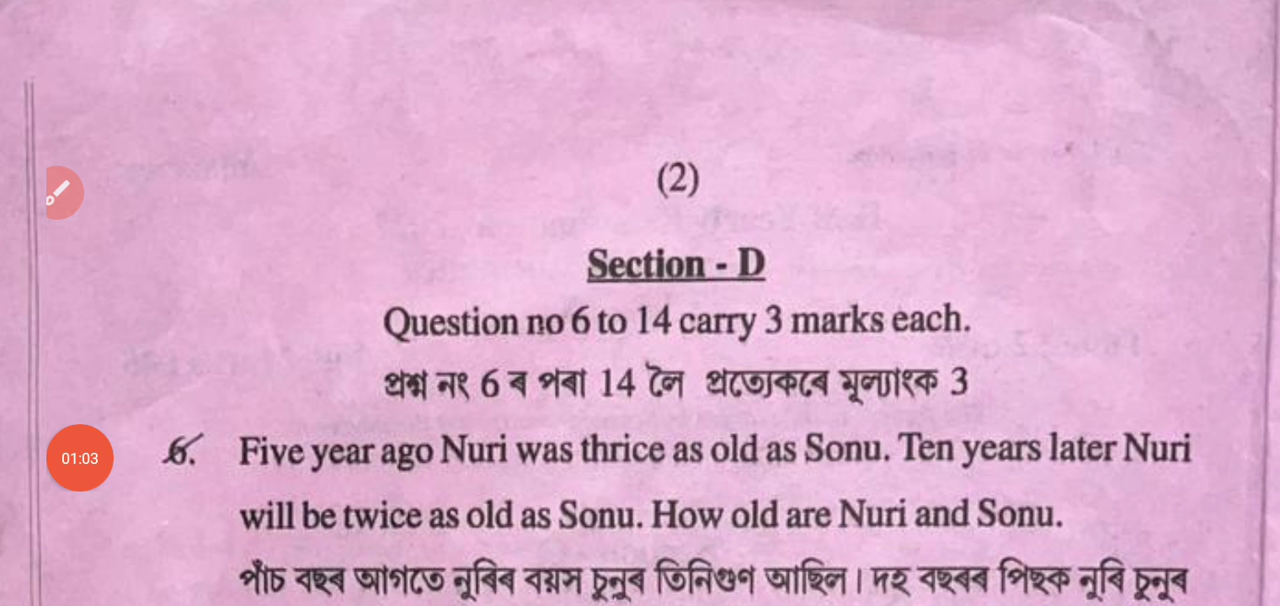 (2)
Section - D
Question no 6 to 14 carry 3 marks each.
প্ৰশ্ন নং 6 ৰ পৰা 14 লৈ প্ৰত্যেকৰে মূল্যাংক 3
6. Five year ago Nuri was thrice as old as Sonu. Ten years later Nuri
01:03
will be twice as old as Sonu. How old are Nuri and Sonu.
পাঁচ বছৰ আগতে নূৰিৰ বয়স চুনুৰ তিনিগুণ আছিল। দহ বছৰৰ পিছক নূৰি চুনুৰ